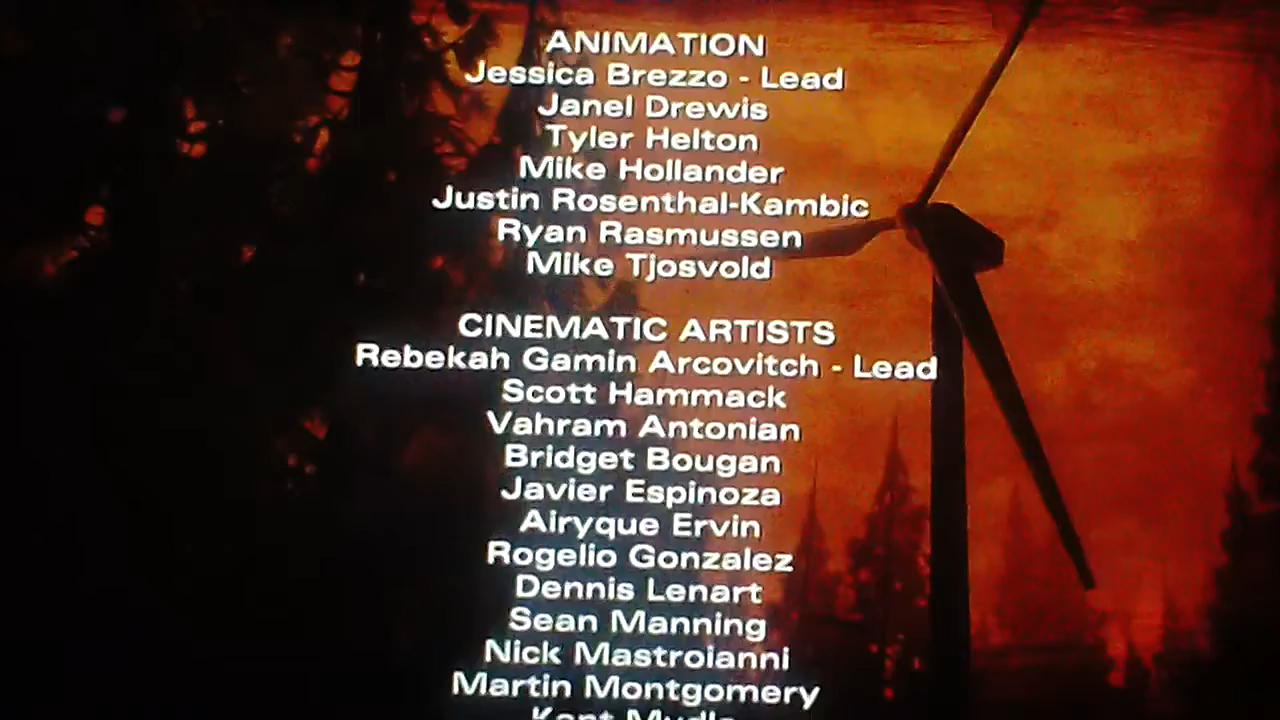 ANIMATION
Jessica Brezzo - Lead
Janel Drewis
Tyler Helton
Mike Hollander
Justin Rosenthal-Kambic
Ryan Rasmussen
Mike Tjosvold
CINEMATIC ARTISTS
Rebekah Gamin Arcovitch - Lead
Scott Hammack
Vahram Antonian
Bridget Bougan
Javier Espinoza
Airyque Ervin
Rogelio Gonzalez
Dennis Lenart
Sean Manning
Nick Mastroianni
Martin Montgomery